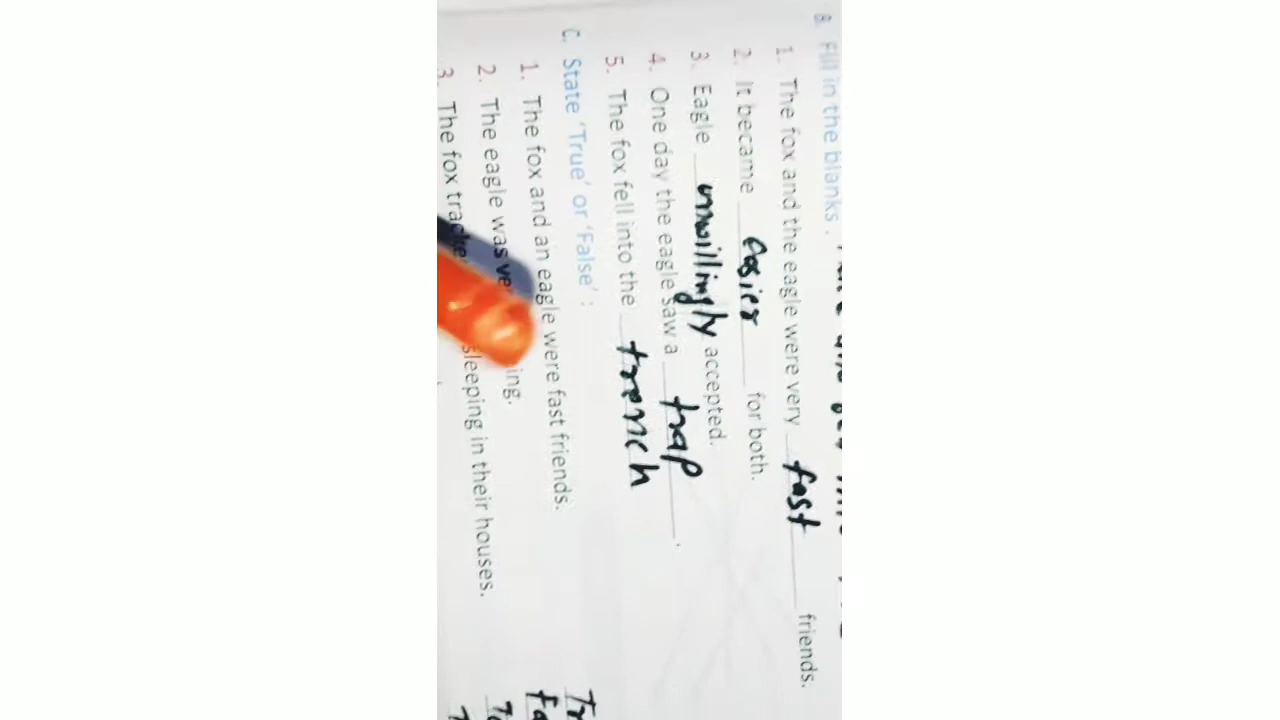 B. Fill in the blanks.
1. The fox and the eagle were very fast friends.
2. It became easier for both.
3. Eagle unwillingly accepted.
4. One day the eagle saw a trap.
5. The fox fell into the trench
C. State 'True' or 'False' :
1. The fox and an eagle were fast friends.
2. The eagle was ing.
3. The fox sleeping in their houses.